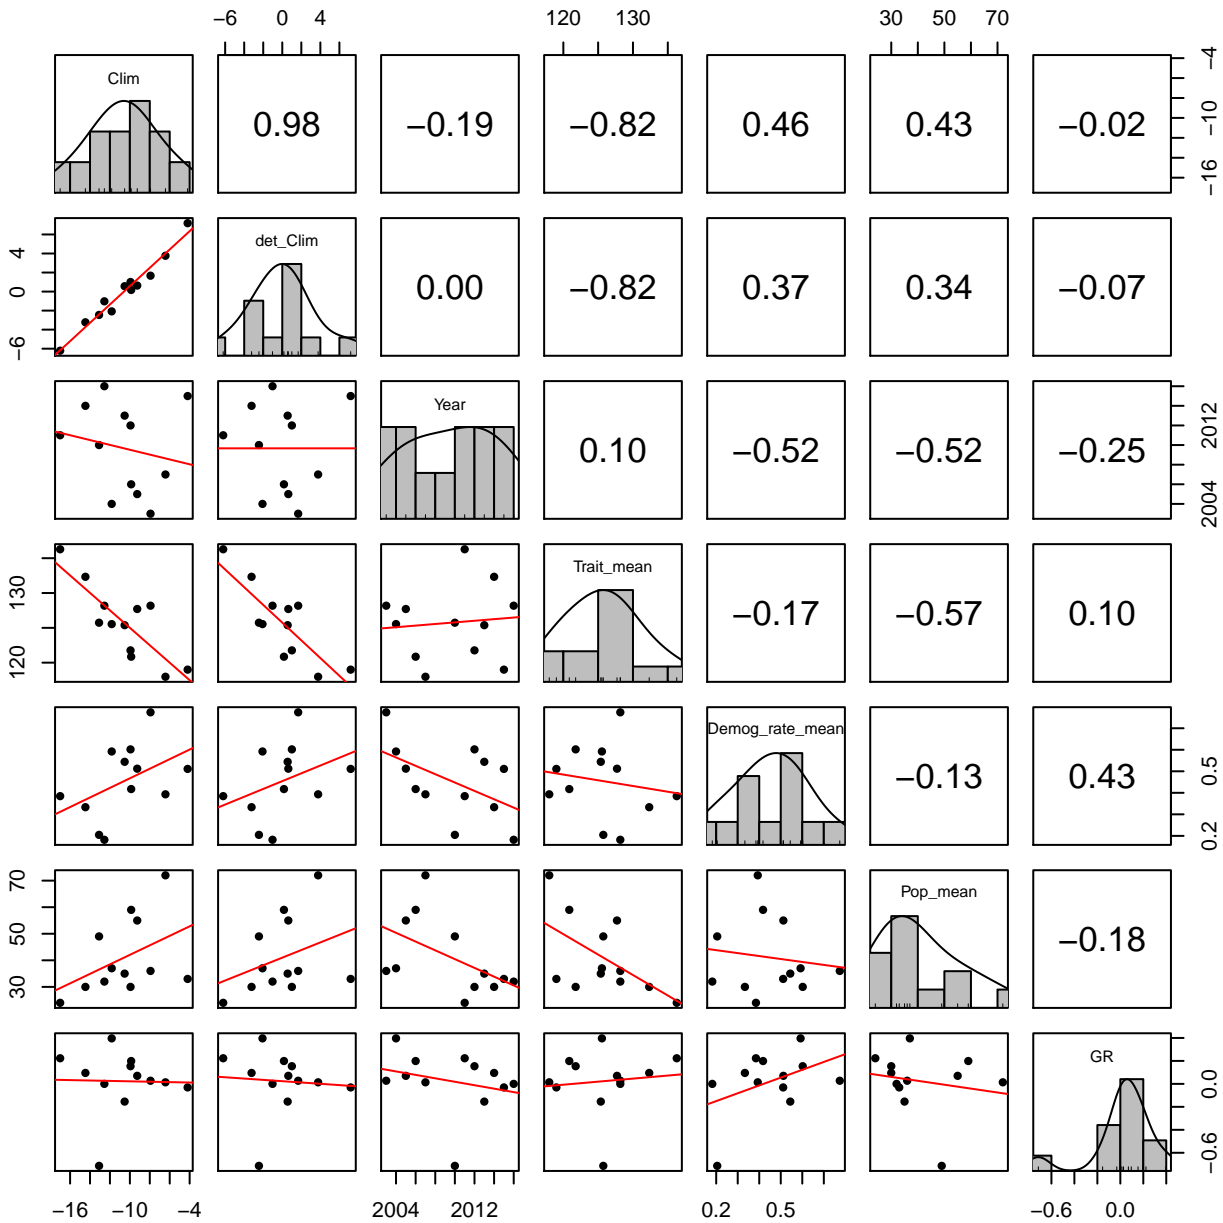 −6 0 4 120 130 30 50 70
Clim 0.98 −0.19 −0.82 0.46 0.43 −0.02 −16 −10 −4
−6 0 4 det_Clim 0.00 −0.82 0.37 0.34 −0.07
Year 0.10 −0.52 −0.52 −0.25 2004 2012
120 130 Trait_mean −0.17 −0.57 0.10
Demog_rate_mean −0.13 0.43 0.2 0.5
30 50 70 Pop_mean −0.18
GR −0.6 0.0
−16 −10 −4 2004 2012 0.2 0.5 −0.6 0.0